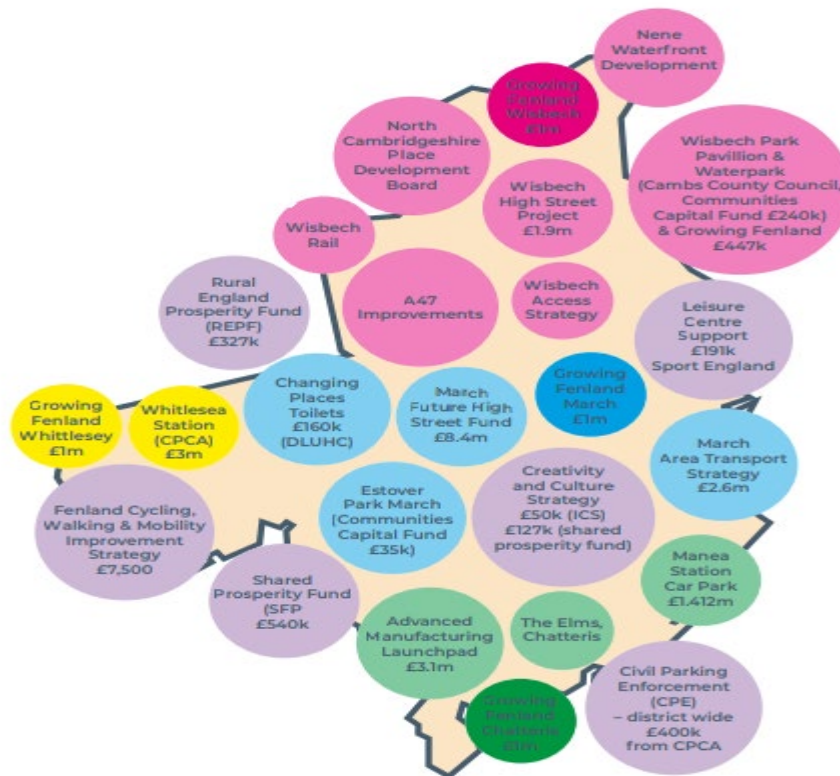 Nene
Waterfront
Development
Growing
Fenland
Wisbech
£1m
North
Cambridgeshire
Place
Development
Board
Wisbech Park
Pavillion &
Waterpark
(Cambs County Council,
Communities
Capital Fund £240k)
& Growing Fenland
£447k
Wisbech
High Street
Project
£1.9m
Wisbech
Rail
Rural
England
Prosperity Fund
(REPF)
£327k
A47
Improvements
Wisbech
Access
Strategy
Leisure
Centre
Support
£191k
Sport England
Growing
Fenland
Whittlesey
£1m
Whitlesea
Station
(CPCA)
£3m
Changing
Places
Toilets
£160k
(DLUHC)
March
Future High
Street Fund
£8.4m
Growing
Fenland
March
£1m
March
Area Transport
Strategy
£2.6m
Fenland Cycling,
Walking & Mobility
Improvement
Strategy
£7,500
Estover
Park March
[Communities
Capital Fund
£35k)
Creativity
and Culture
Strategy
£50k (ICS)
£127k (shared
prosperity fund)
Manea
Station
Car Park
£1.412m
Shared
Prosperity Fund
(SFP
£540k
Advanced
Manufacturing
Launchpad
£3.1m
The Elms,
Chatteris
Growing
Fenland
Chatteris
£1m
Civil Parking
Enforcement
(CPE)
– district wide
£400k
from CPCA